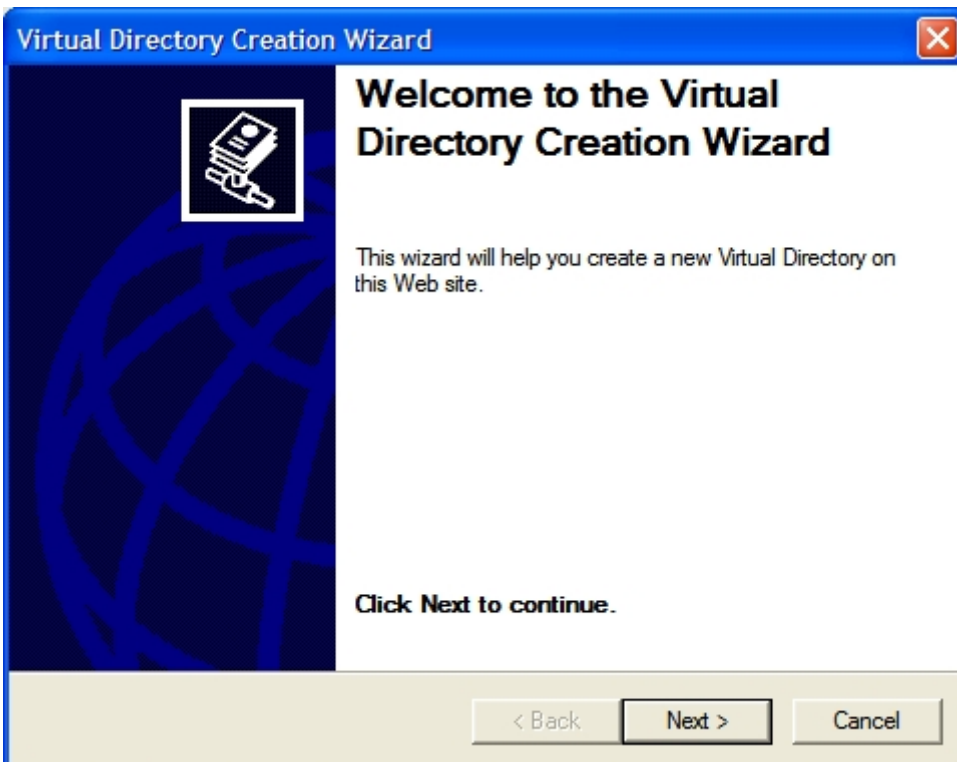 Virtual Directory Creation Wizard
Welcome to the Virtual
Directory Creation Wizard
This wizard will help you create a new Virtual Directory on
this Web site.
Click Next to continue.
< Back Next > Cancel